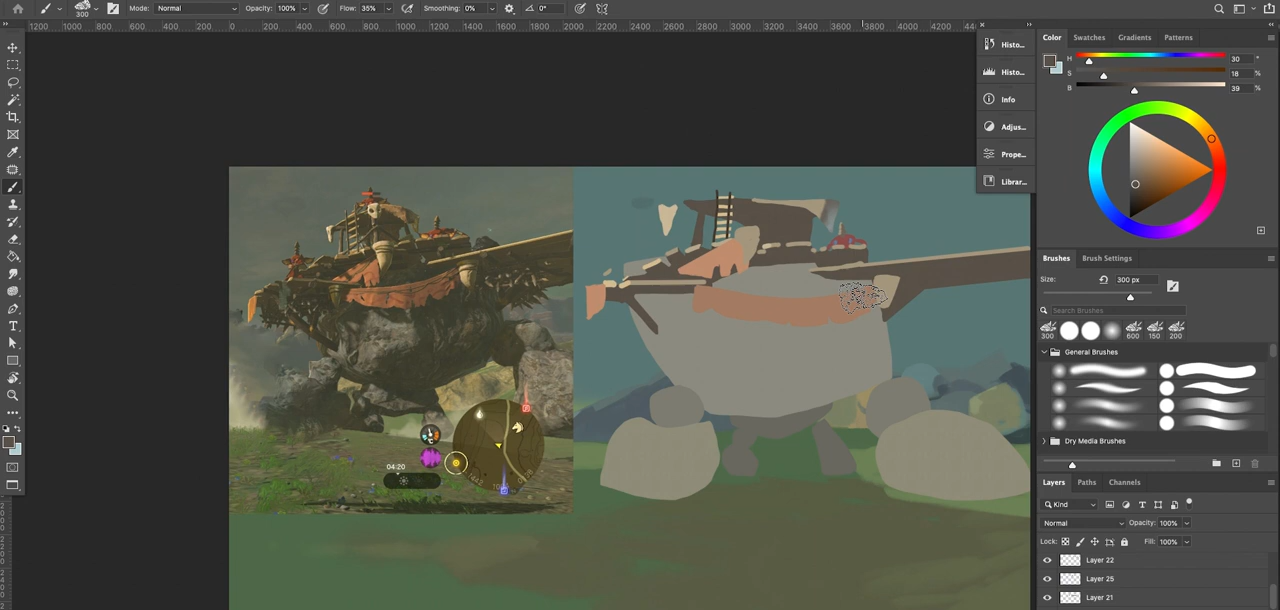 300 Mode: Normal Opacity: 100% Flow: 35% Smoothing: 0% 0°
1200 1000 800 600 400 200 0 200 400 600 800 1000 1200 1400 1600 1800 2000 2200 2400 2600 2800 3000 3200 3400 3600 3800 4000 4200 44
Histo...
Histo...
Info
Adjus...
Prope...
Librar...
Color Swatches Gradients Patterns
H 30 °
S 18 %
B 39 %
Brushes Brush Settings
Size: 300 px
Search Brushes
300 600 150 200
General Brushes
Dry Media Brushes
Layers Paths Channels
Kind
Normal Opacity: 100%
Lock: Fill: 100%
Layer 22
Layer 25
Layer 21
04:20